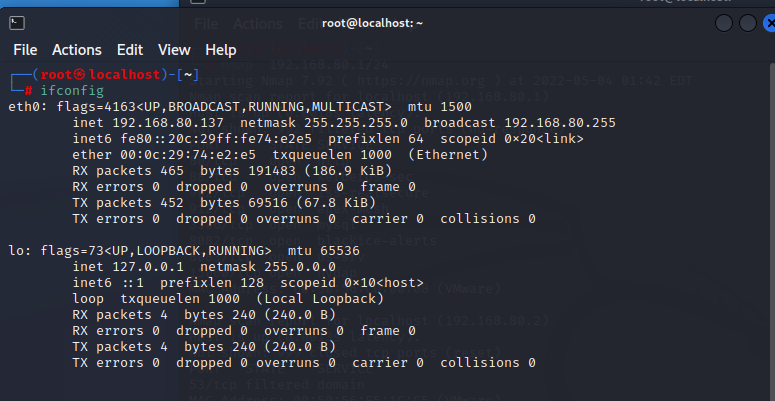 root@localhost: ~
File Actions Edit View Help
┌──(root㉿localhost)-[~]
└─# ifconfig
eth0: flags=4163<UP,BROADCAST,RUNNING,MULTICAST>  mtu 1500
        inet 192.168.80.137  netmask 255.255.255.0  broadcast 192.168.80.255
        inet6 fe80::20c:29ff:fe74:e2e5  prefixlen 64  scopeid 0×20<link>
        ether 00:0c:29:74:e2:e5  txqueuelen 1000  (Ethernet)
        RX packets 465  bytes 191483 (186.9 KiB)
        RX errors 0  dropped 0  overruns 0  frame 0
        TX packets 452  bytes 69516 (67.8 KiB)
        TX errors 0  dropped 0 overruns 0  carrier 0  collisions 0

lo: flags=73<UP,LOOPBACK,RUNNING>  mtu 65536
        inet 127.0.0.1  netmask 255.0.0.0
        inet6 ::1  prefixlen 128  scopeid 0×10<host>
        loop  txqueuelen 1000  (Local Loopback)
        RX packets 4  bytes 240 (240.0 B)
        RX errors 0  dropped 0  overruns 0  frame 0
        TX packets 4  bytes 240 (240.0 B)
        TX errors 0  dropped 0 overruns 0  carrier 0  collisions 0
53/tcp filtered domain